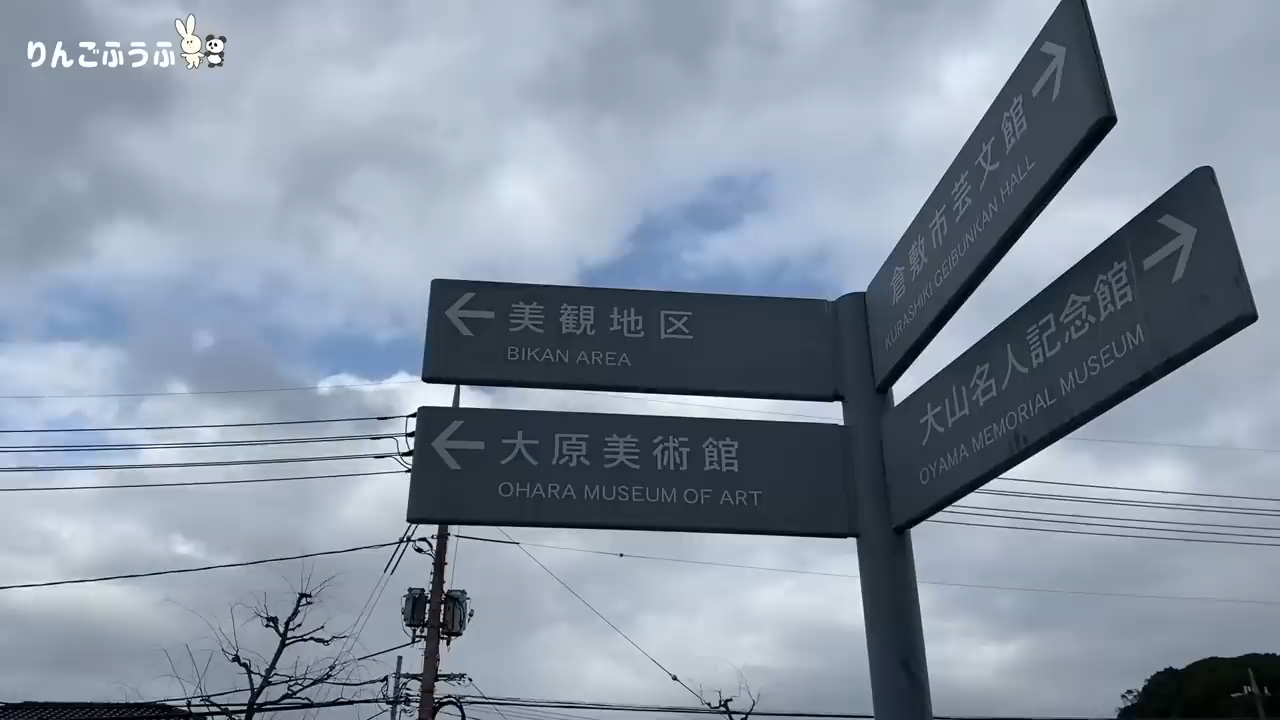 りんごふうふ
美観地区
BIKAN AREA
大原美術館
OHARA MUSEUM OF ART
倉敷市芸文館
KURASHIKI GEIBUNKAN HALL
大山名人記念館
OYAMA MEMORIAL MUSEUM